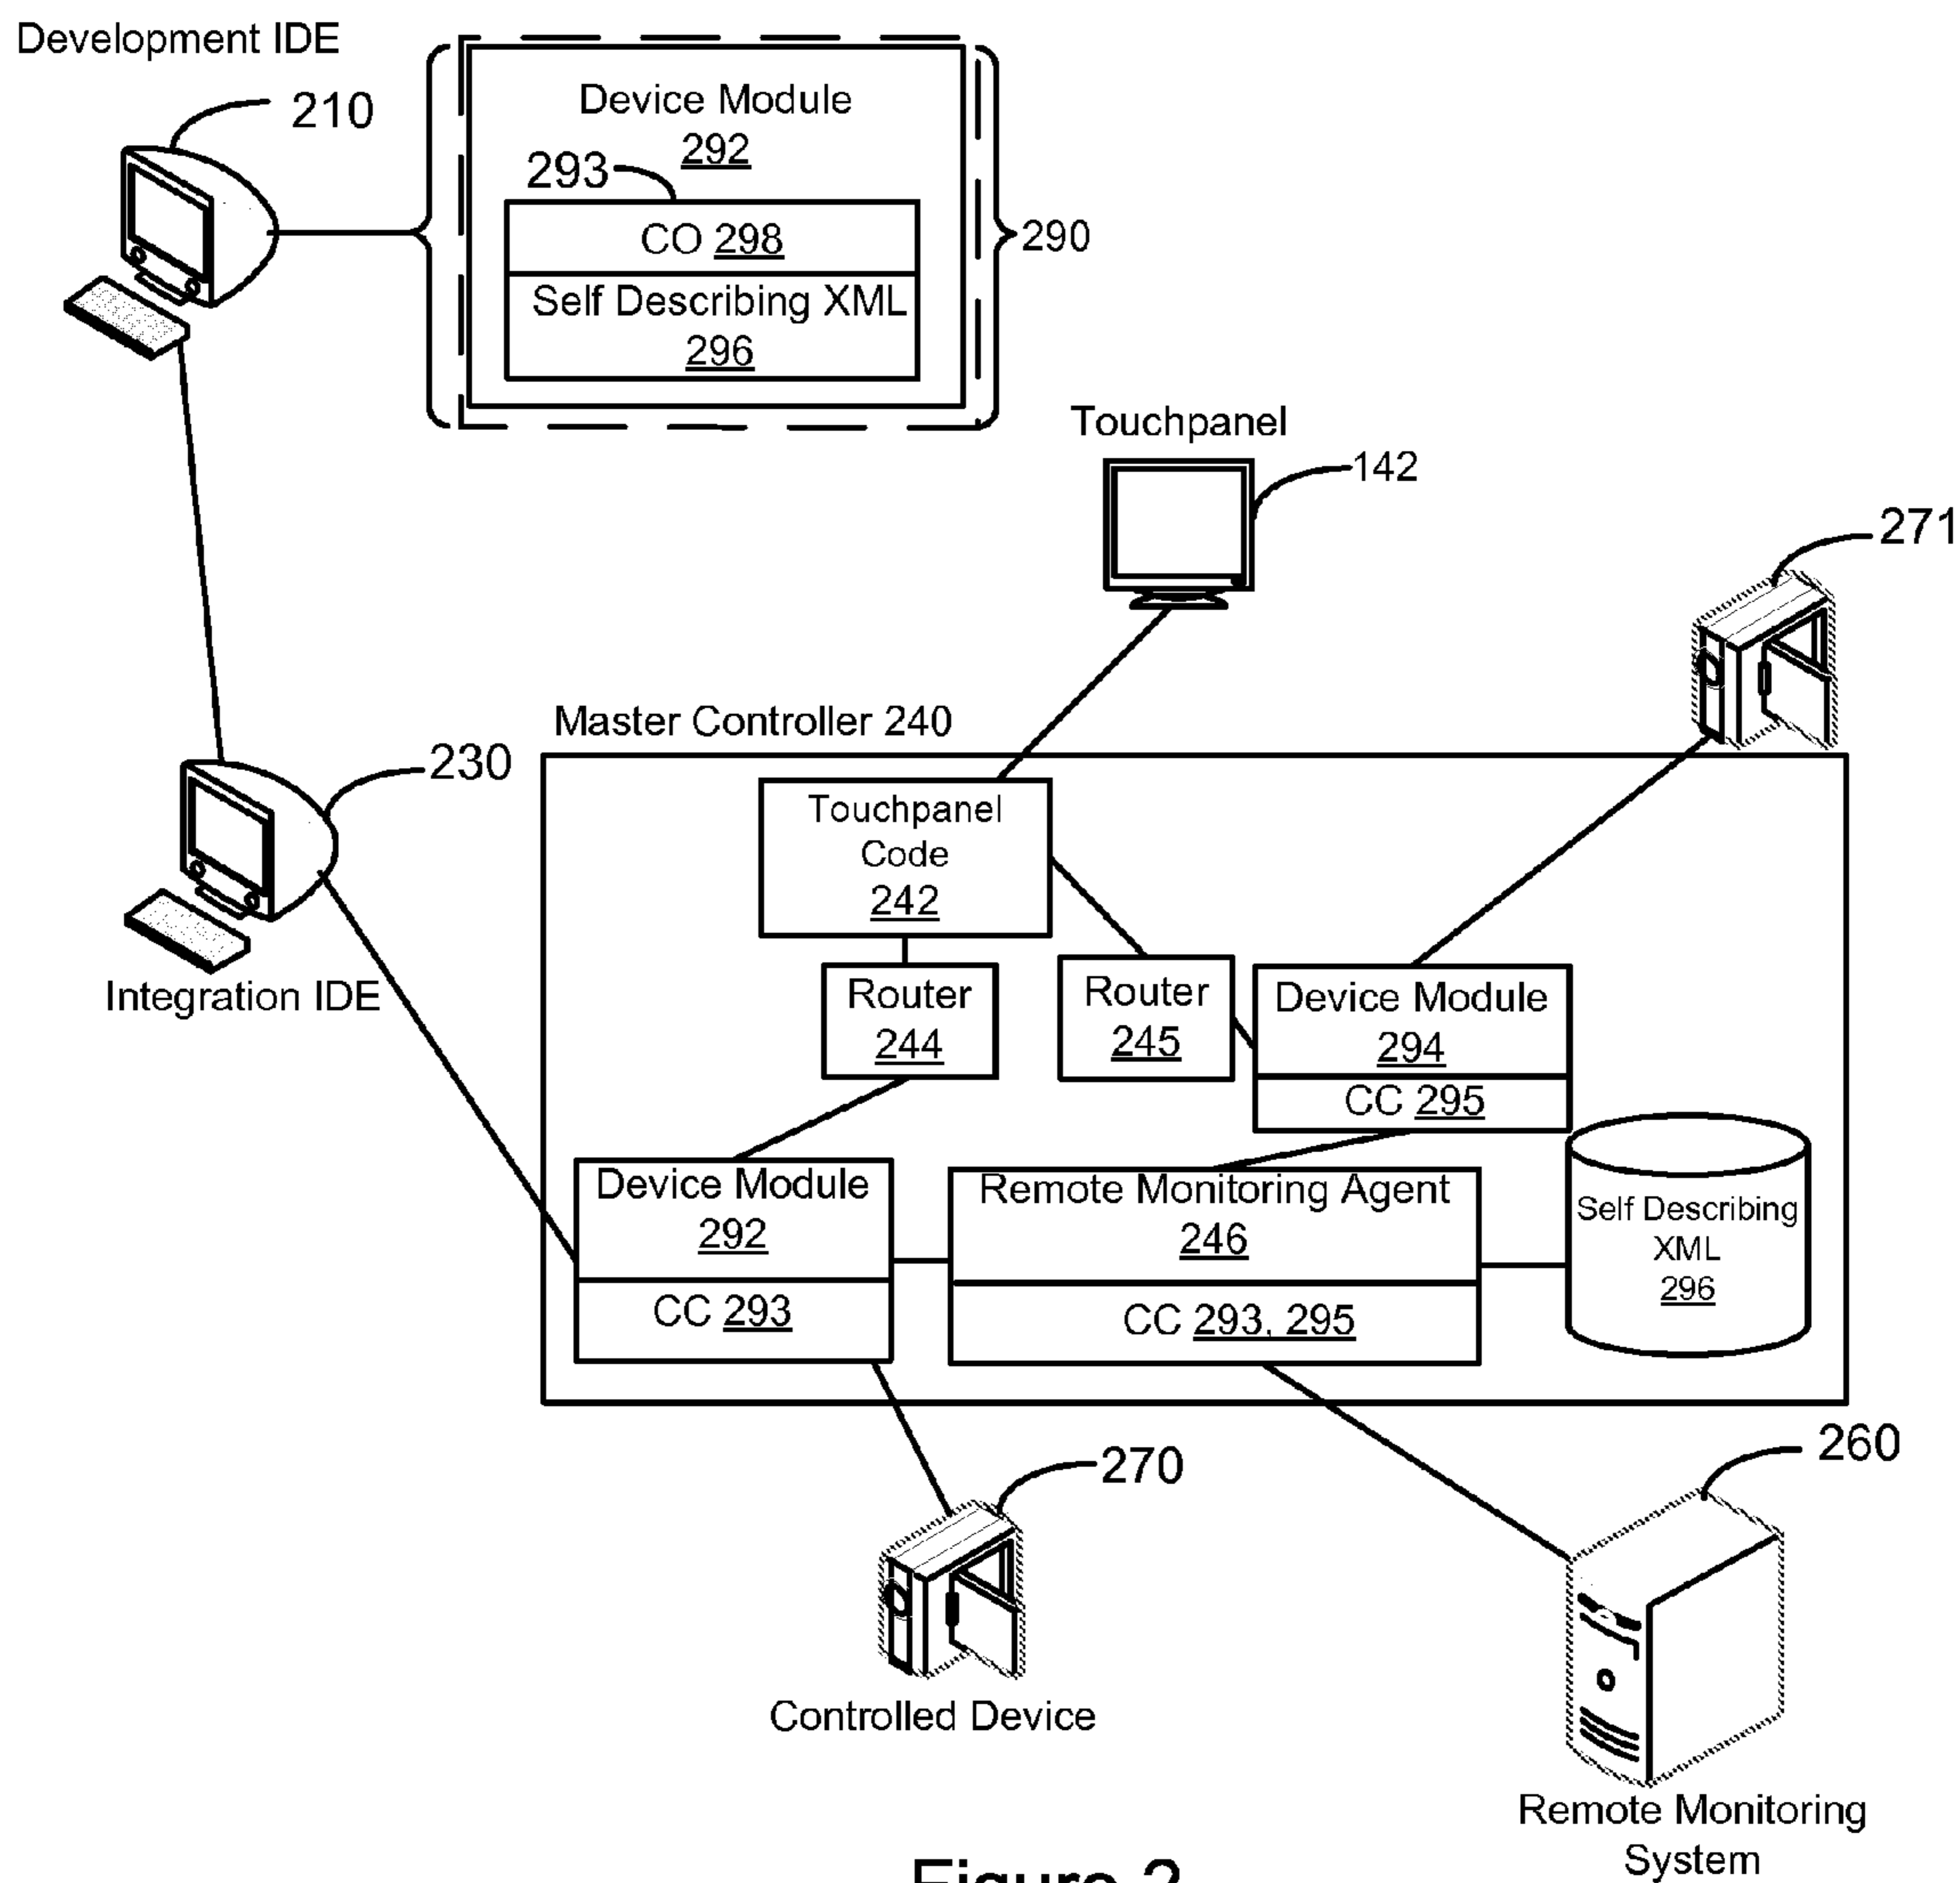 Development IDE
210
Device Module
292
293
CO 298
Self Describing XML
296
290
Touchpanel
142
271
Master Controller 240
230
Touchpanel
Code
242
Integration IDE
Router
244
Router
245
Device Module
294
CC 295
Device Module
292
CC 293
Remote Monitoring Agent
246
CC 293, 295
Self Describing
XML
296
270
260
Controlled Device
Remote Monitoring
System
Figure 2